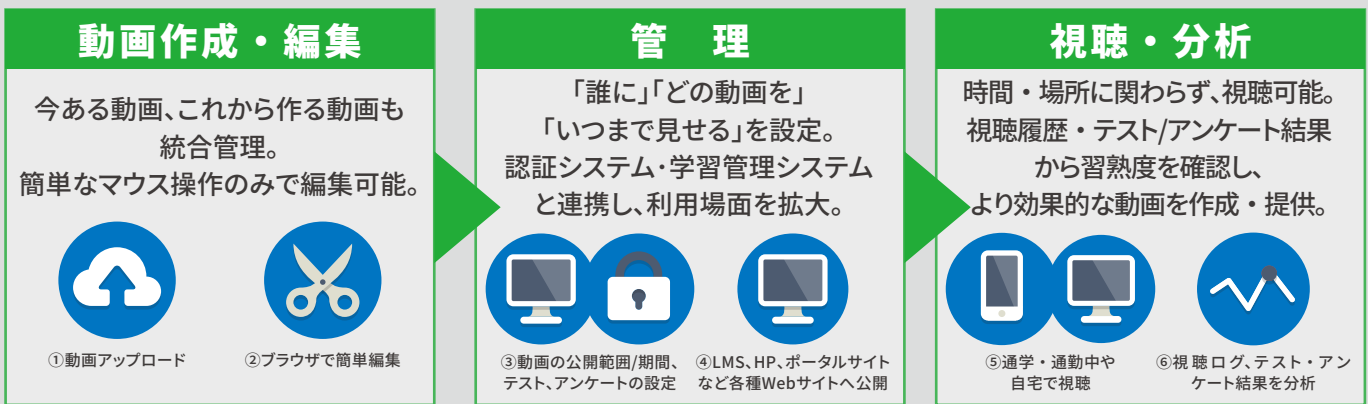 動画作成・編集
今ある動画、これから作る動画も
統合管理。
簡単なマウス操作のみで編集可能。
①動画アップロード
②ブラウザで簡単編集
管　理
「誰に」「どの動画を」
「いつまで見せる」を設定。
認証システム・学習管理システム
と連携し、利用場面を拡大。
③動画の公開範囲/期間、
テスト、アンケートの設定
④LMS、HP、ポータルサイト
など各種Webサイトへ公開
視聴・分析
時間・場所に関わらず、視聴可能。
視聴履歴・テスト/アンケート結果
から習熟度を確認し、
より効果的な動画を作成・提供。
⑤通学・通勤中や
自宅で視聴
⑥視聴ログ、テスト・アン
ケート結果を分析